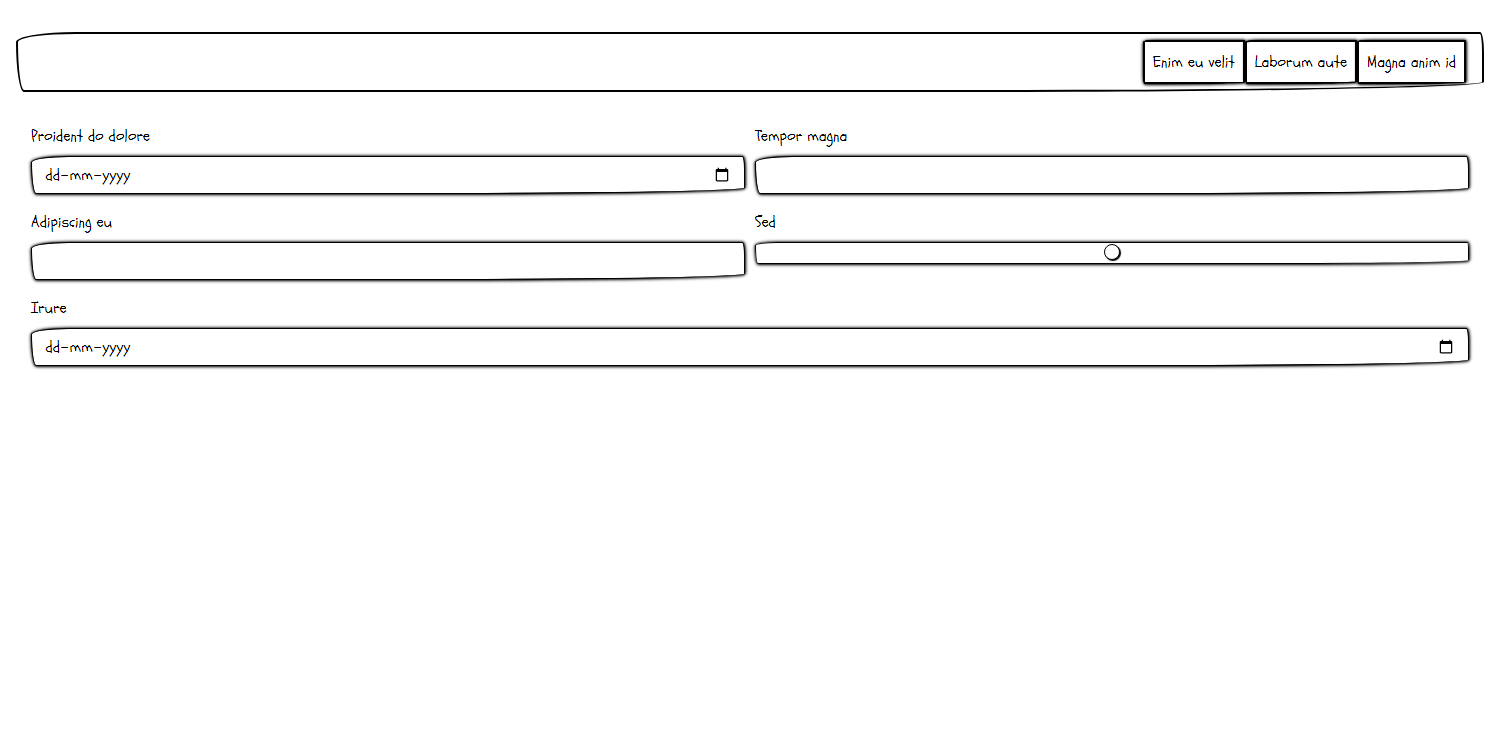 Enim eu velit Laborum aute Magna anim id
Proident do dolore
dd-mm-yyyy
Tempor magna
Adipiscing eu
Sed
Irure
dd-mm-yyyy